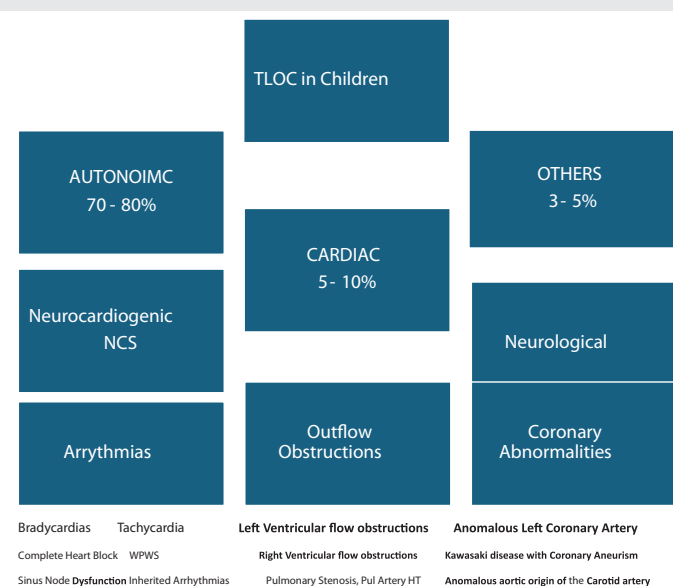 TLOC in Children
AUTONOIMC
70 - 80%
OTHERS
3- 5%
CARDIAC
5- 10%
Neurocardiogenic
NCS
Neurological
Arrythmias
Outflow
Obstructions
Coronary
Abnormalities
Bradycardias Tachycardia
Left Ventricular flow obstructions
Anomalous Left Coronary Artery
Complete Heart Block WPWS
Right Ventricular flow obstructions
Kawasaki disease with Coronary Aneurism
Sinus Node Dysfunction Inherited Arrhythmias
Pulmonary Stenosis, Pul Artery HT
Anomalous aortic origin of the Carotid artery